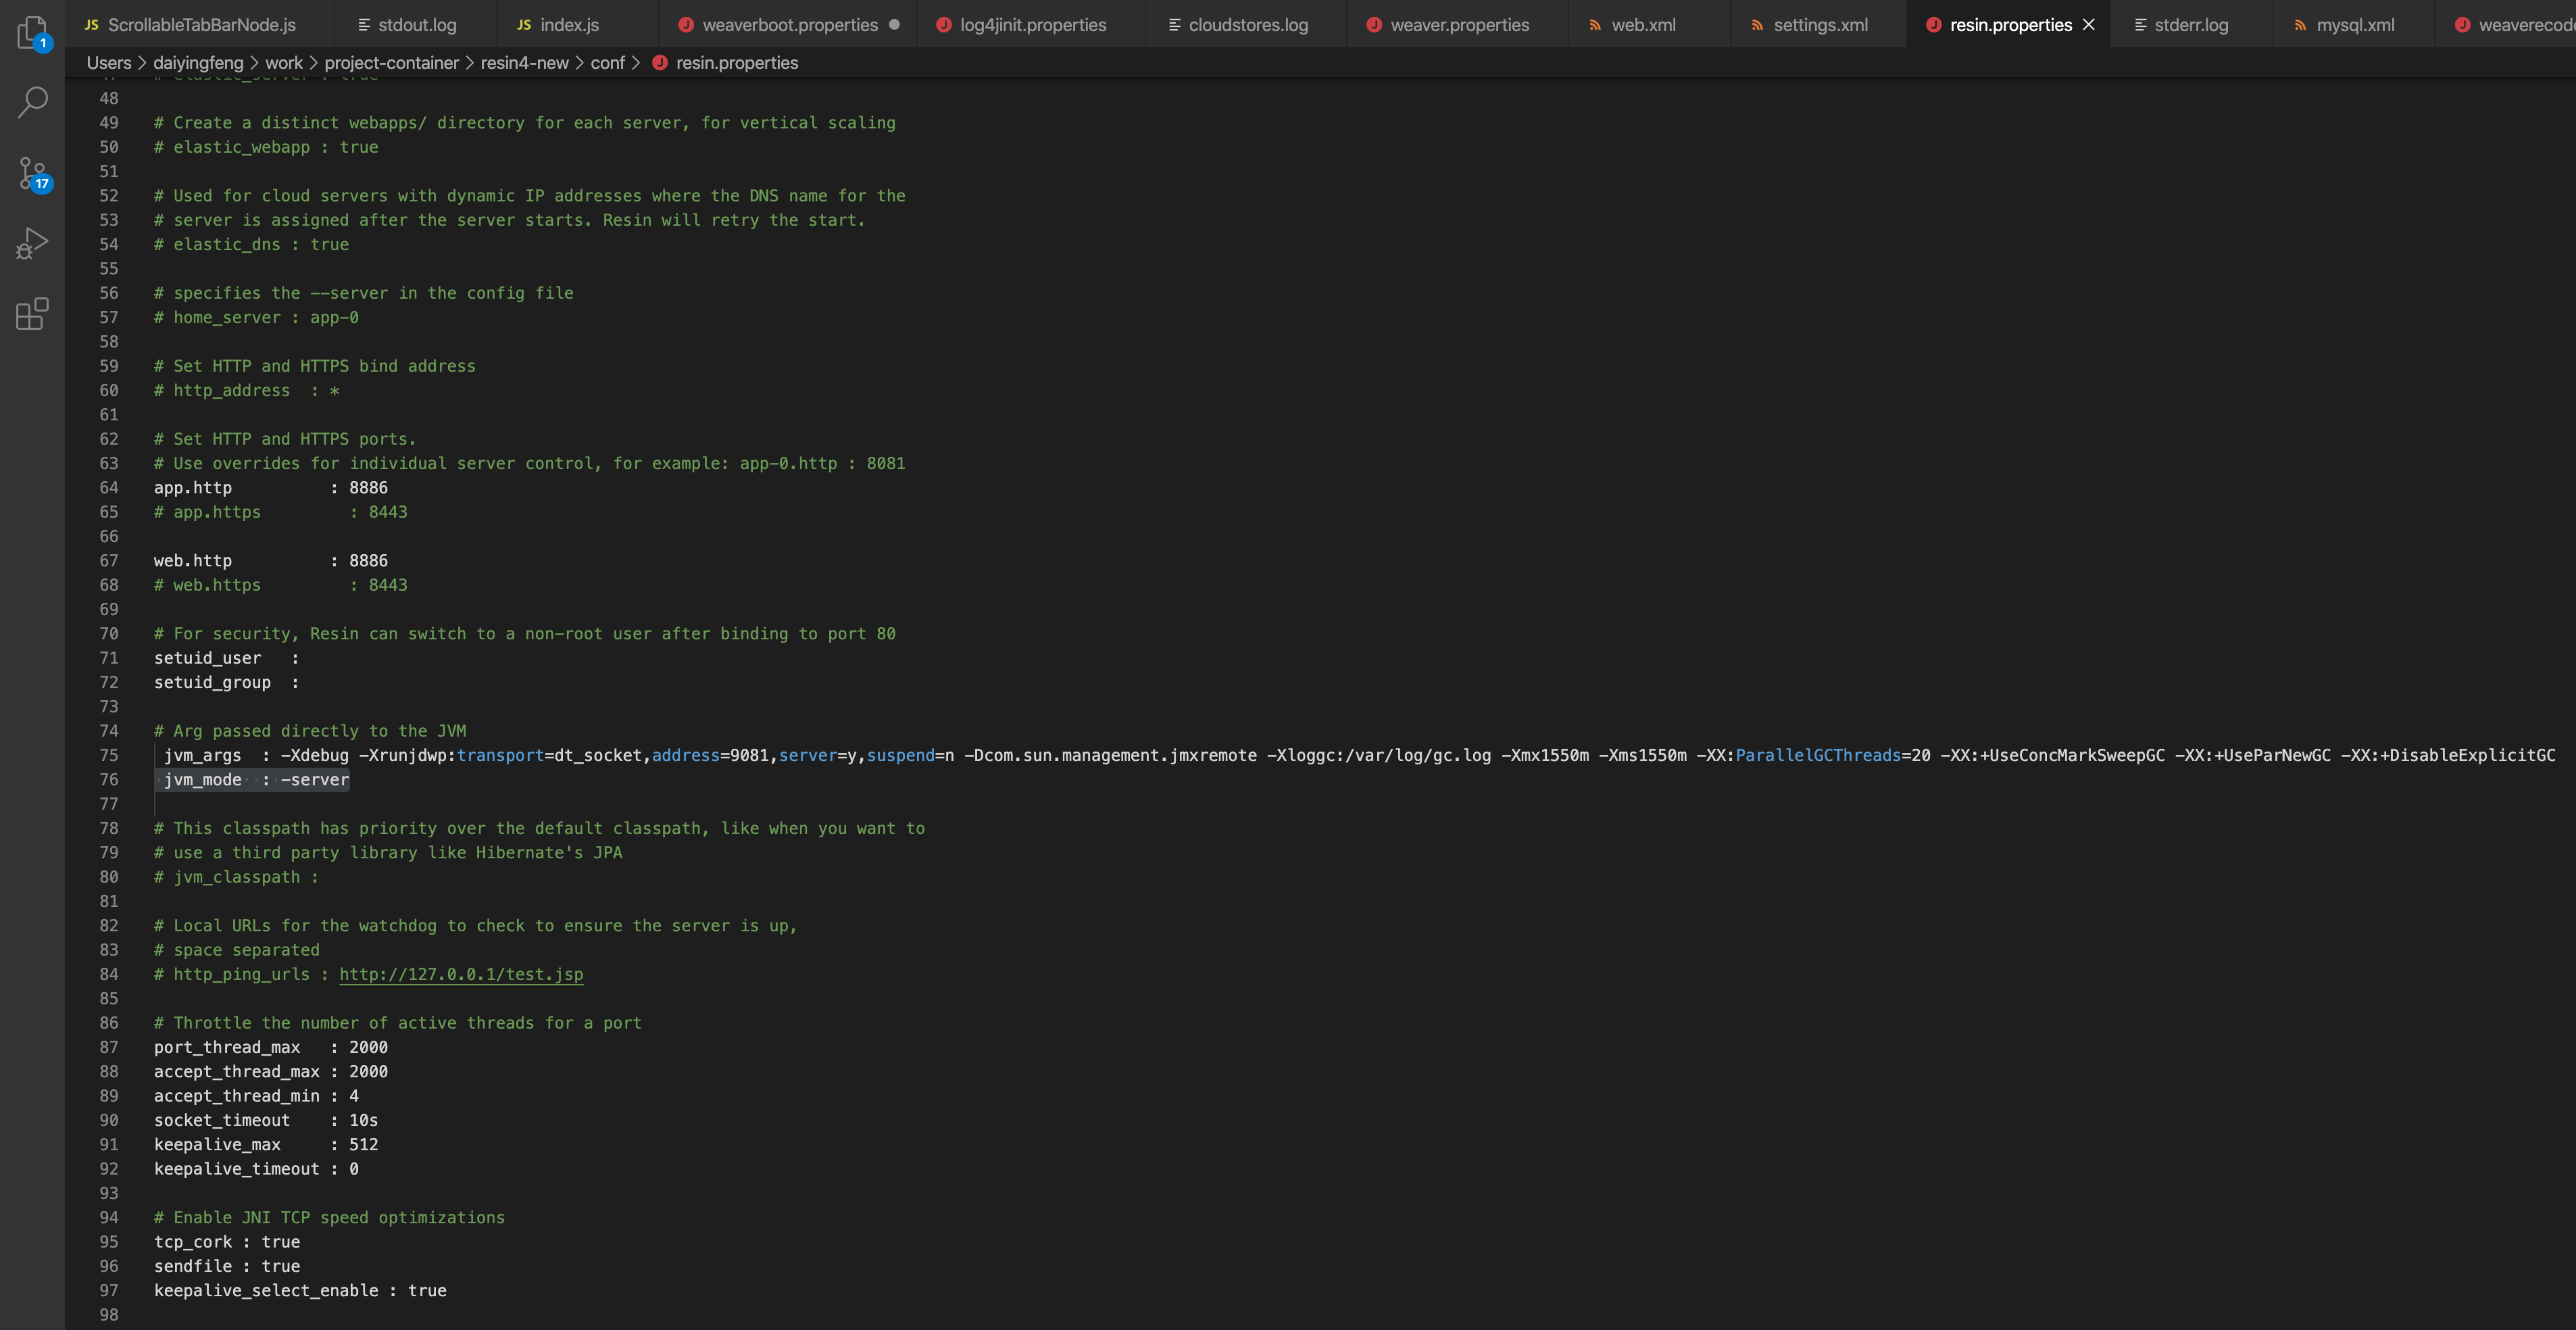 ScrollableTabBarNode.js stdout.log index.js weaverboot.properties log4jinit.properties cloudstores.log weaver.properties web.xml settings.xml resin.properties stderr.log mysql.xml
Users > daiyingfeng > work > project-container > resin4-new > conf > resin.properties
1
17
48
49 # Create a distinct webapps/ directory for each server, for vertical scaling
50 # elastic_webapp : true
51
52 # Used for cloud servers with dynamic IP addresses where the DNS name for the
53 # server is assigned after the server starts. Resin will retry the start.
54 # elastic_dns : true
55
56 # specifies the --server in the config file
57 # home_server : app-0
58
59 # Set HTTP and HTTPS bind address
60 # http_address  : *
61
62 # Set HTTP and HTTPS ports.
63 # Use overrides for individual server control, for example: app-0.http : 8081
64 app.http          : 8886
65 # app.https         : 8443
66
67 web.http          : 8886
68 # web.https         : 8443
69
70 # For security, Resin can switch to a non-root user after binding to port 80
71 setuid_user   :
72 setuid_group  :
73
74 # Arg passed directly to the JVM
75 jvm_args  : -Xdebug -Xrunjdwp:transport=dt_socket,address=9081,server=y,suspend=n -Dcom.sun.management.jmxremote -Xloggc:/var/log/gc.log -Xmx1550m -Xms1550m -XX:ParallelGCThreads=20 -XX:+UseConcMarkSweepGC -XX:+UseParNewGC -XX:+DisableExplicitGC
76 jvm_mode  : -server
77
78 # This classpath has priority over the default classpath, like when you want to
79 # use a third party library like Hibernate's JPA
80 # jvm_classpath :
81
82 # Local URLs for the watchdog to check to ensure the server is up,
83 # space separated
84 # http_ping_urls : http://127.0.0.1/test.jsp
85
86 # Throttle the number of active threads for a port
87 port_thread_max   : 2000
88 accept_thread_max : 2000
89 accept_thread_min : 4
90 socket_timeout    : 10s
91 keepalive_max     : 512
92 keepalive_timeout : 0
93
94 # Enable JNI TCP speed optimizations
95 tcp_cork : true
96 sendfile : true
97 keepalive_select_enable : true
98